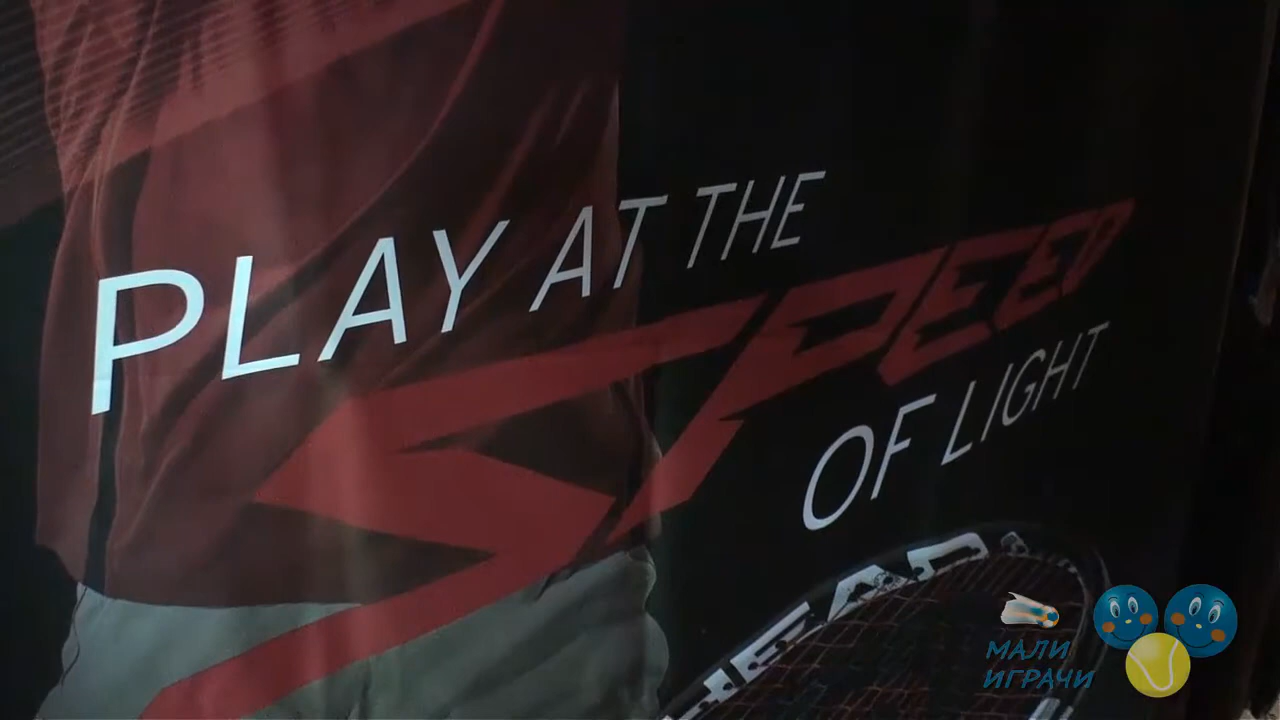 PLAY AT THE
SPEED
OF LIGHT
HEAD
МАЛИ
ИГРАЧИ